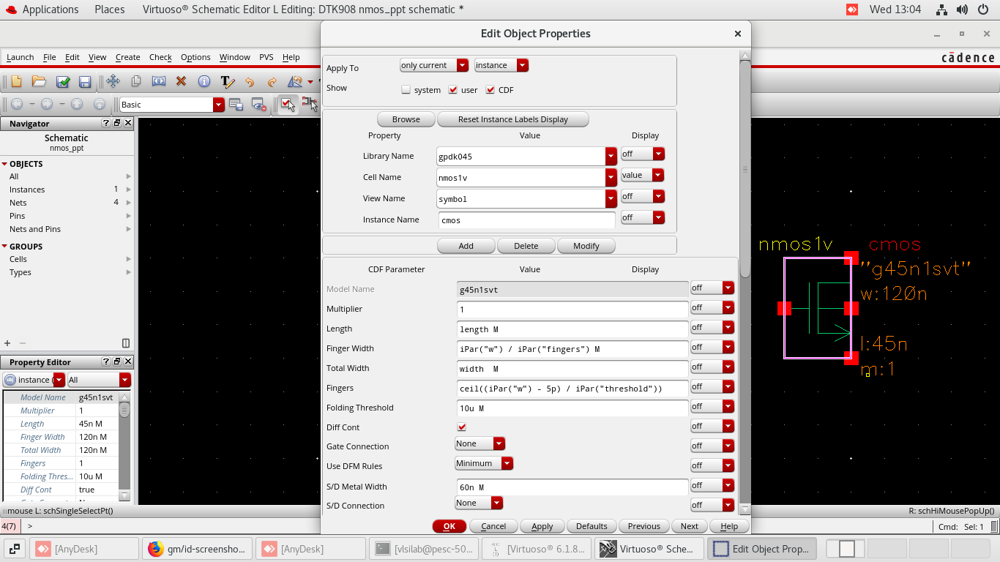 Applications Places Virtuoso® Schematic Editor L Editing: DTK908 nmos_ppt schematic * Wed 13:04
Edit Object Properties
Launch File Edit View Create Check Options Window PVS Help
cādence
Basic
Navigator
Schematic
nmos_ppt
OBJECTS
All
Instances 1
Nets 4
Pins
Nets and Pins
GROUPS
Cells
Types
Property Editor
instance ( All
Model Name g45n1svt
Multiplier 1
Length 45n M
Finger Width 120n M
Total Width 120n M
Fingers 1
Folding Thres... 10u M
Diff Cont true
Apply To only current instance
Show system user CDF
Browse Reset Instance Labels Display
Property Value Display
Library Name gpdk045 off
Cell Name nmos1v value
View Name symbol off
Instance Name cmos off
Add Delete Modify
CDF Parameter Value Display
Model Name g45n1svt off
Multiplier 1 off
Length length M off
Finger Width iPar("w") / iPar("fingers") M off
Total Width width  M off
Fingers ceil((iPar("w") - 5p) / iPar("threshold")) off
Folding Threshold 10u M off
Diff Cont off
Gate Connection None off
Use DFM Rules Minimum off
S/D Metal Width 60n M off
S/D Connection None off
OK Cancel Apply Defaults Previous Next Help
nmos1v cmos
"g45n1svt"
w:120n
l:45n
m:1
mouse L: schSingleSelectPt() R: schHiMousePopUp()
4(7) > Cmd: Sel: 1
[AnyDesk] gm/id-screensho... [AnyDesk] [vlsilab@pesc-50... [Virtuoso® 6.1.8... Virtuoso® Sche... Edit Object Prop...